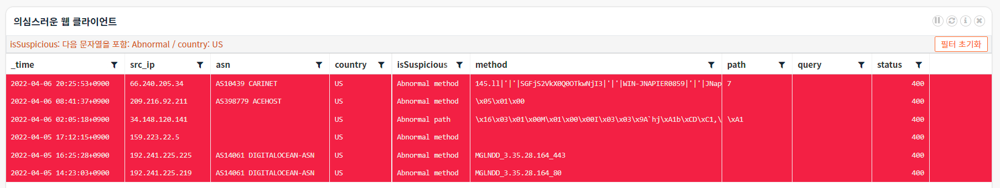 의심스러운 웹 클라이언트
isSuspicious: 다음 문자열을 포함: Abnormal / country: US 필터 초기화
_time src_ip asn country isSuspicious method path query status
2022-04-06 20:25:53+0900 66.240.205.34 AS10439 CARINET US Abnormal method 145.ll|'|'|SGFjS2VkX0Q0OTkwNjI3|'|'|WIN-JNAPIER0859|'|'|JNap 7 400
2022-04-06 08:41:37+0900 209.216.92.211 AS398779 ACEHOST US Abnormal method \x05\x01\x00 400
2022-04-06 02:05:18+0900 34.148.120.141 US Abnormal path \x16\x03\x01\x00M\x01\x00\x00I\x03\x03\x9A`hj\xA1b\xCD\xC1,\ \xA1 400
2022-04-05 17:12:15+0900 159.223.22.5 US Abnormal method 400
2022-04-05 16:25:28+0900 192.241.225.225 AS14061 DIGITALOCEAN-ASN US Abnormal method MGLNDD_3.35.28.164_443 400
2022-04-05 14:23:03+0900 192.241.225.219 AS14061 DIGITALOCEAN-ASN US Abnormal method MGLNDD_3.35.28.164_80 400